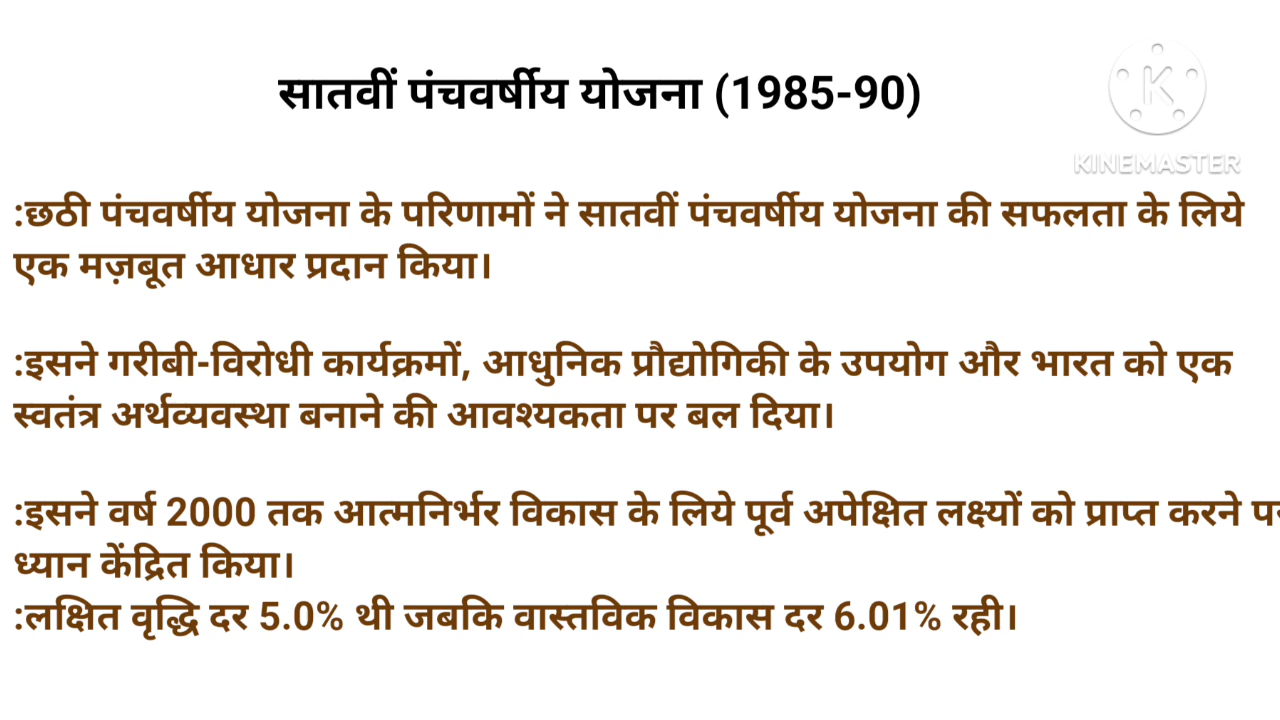 सातवीं पंचवर्षीय योजना (1985-90)
KINEMASTER
:छठी पंचवर्षीय योजना के परिणामों ने सातवीं पंचवर्षीय योजना की सफलता के लिये
एक मज़बूत आधार प्रदान किया।
:इसने गरीबी-विरोधी कार्यक्रमों, आधुनिक प्रौद्योगिकी के उपयोग और भारत को एक
स्वतंत्र अर्थव्यवस्था बनाने की आवश्यकता पर बल दिया।
:इसने वर्ष 2000 तक आत्मनिर्भर विकास के लिये पूर्व अपेक्षित लक्ष्यों को प्राप्त करने पर
ध्यान केंद्रित किया।
:लक्षित वृद्धि दर 5.0% थी जबकि वास्तविक विकास दर 6.01% रही।